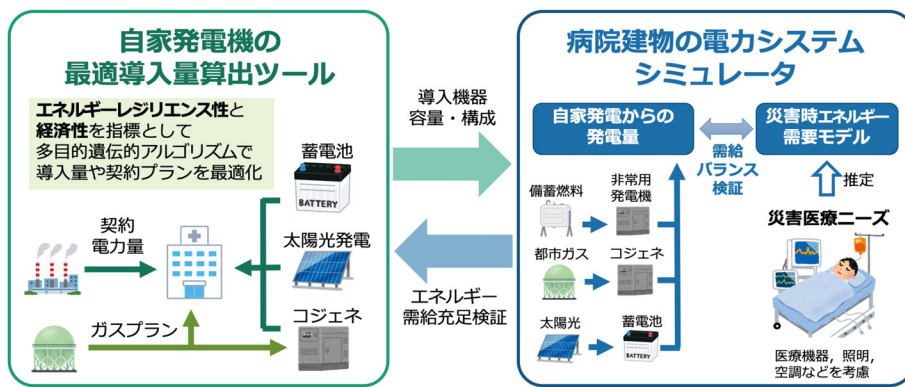 自家発電機の
最適導入量算出ツール
エネルギーレジリエンス性と
経済性を指標として
多目的遺伝的アルゴリズムで
導入量や契約プランを最適化
蓄電池
BATTERY
契約
電力量
太陽光発電
コジェネ
ガスプラン
導入機器
容量・構成
エネルギー
需給充足検証
病院建物の電力システム
シミュレータ
自家発電からの
発電量
災害時エネルギー
需要モデル
需給
バランス
検証
推定
備蓄燃料
非常用
発電機
都市ガス
コジェネ
太陽光
蓄電池
BATTERY
災害医療ニーズ
医療機器，照明，
空調などを考慮